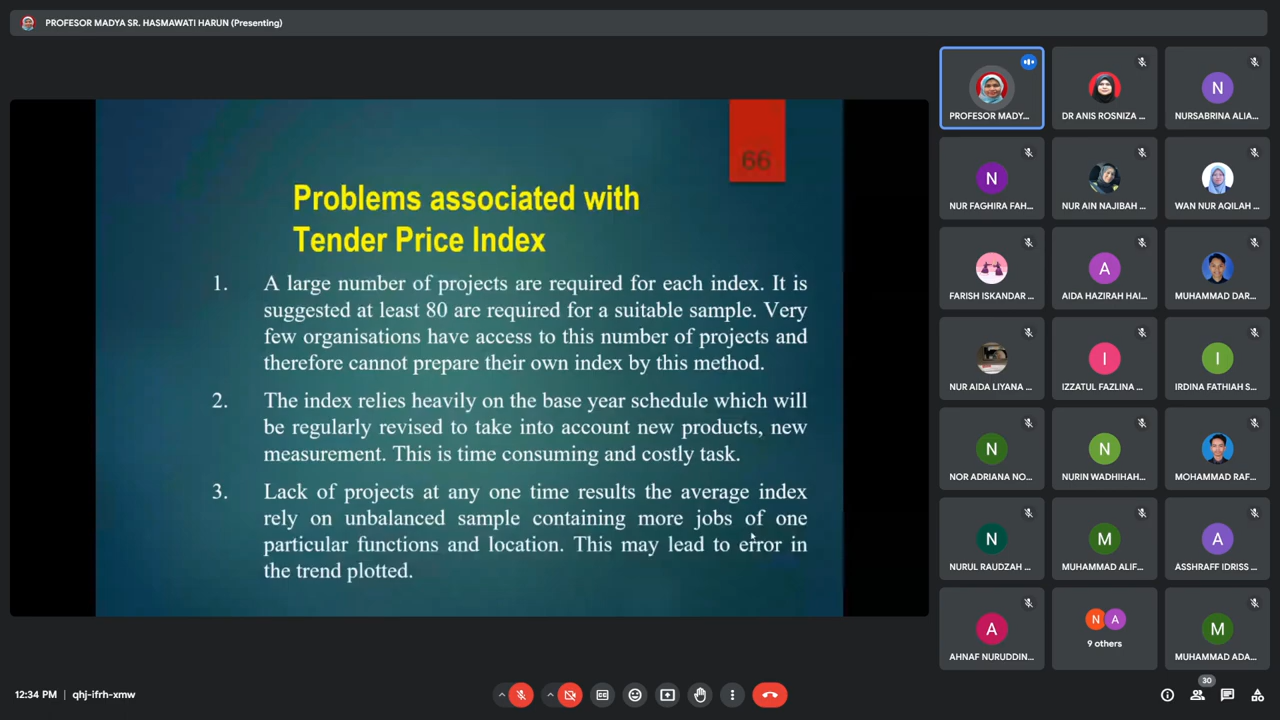 PROFESOR MADYA SR. HASMAWATI HARUN (Presenting)
66
Problems associated with
Tender Price Index
1. A large number of projects are required for each index. It is
suggested at least 80 are required for a suitable sample. Very
few organisations have access to this number of projects and
therefore cannot prepare their own index by this method.
2. The index relies heavily on the base year schedule which will
be regularly revised to take into account new products, new
measurement. This is time consuming and costly task.
3. Lack of projects at any one time results the average index
rely on unbalanced sample containing more jobs of one
particular functions and location. This may lead to error in
the trend plotted.
PROFESOR MADY...
DR ANIS ROSNIZA ...
N
NURSABRINA ALIA...
N
NUR FAGHIRA FAH...
NUR AIN NAJIBAH ...
WAN NUR AQILAH ...
FARISH ISKANDAR ...
A
AIDA HAZIRAH HAI...
MUHAMMAD DAR...
NUR AIDA LIYANA ...
I
IZZATUL FAZLINA ...
I
IRDINA FATHIAH S...
N
NOR ADRIANA NO...
N
NURIN WADHIHAH...
MOHAMMAD RAF...
N
NURUL RAUDZAH ...
M
MUHAMMAD ALIF...
A
ASSHRAFF IDRISS ...
A
AHNAF NURUDDIN...
N A
9 others
M
MUHAMMAD ADA...
12:34 PM | qhj-ifrh-xmw
30